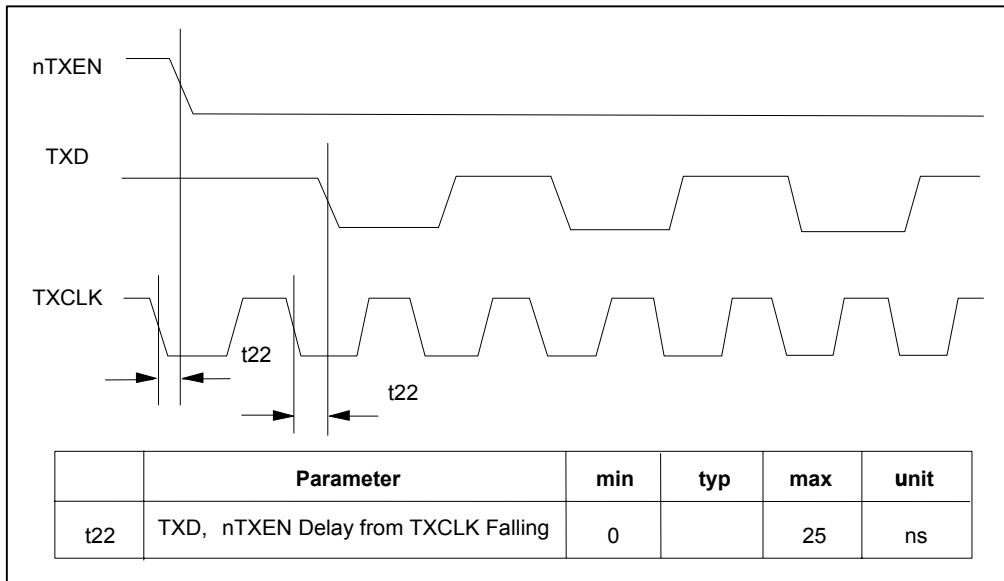 nTXEN
TXD
TXCLK
t22
t22
Parameter min typ max unit
t22 TXD, nTXEN Delay from TXCLK Falling 0 25 ns